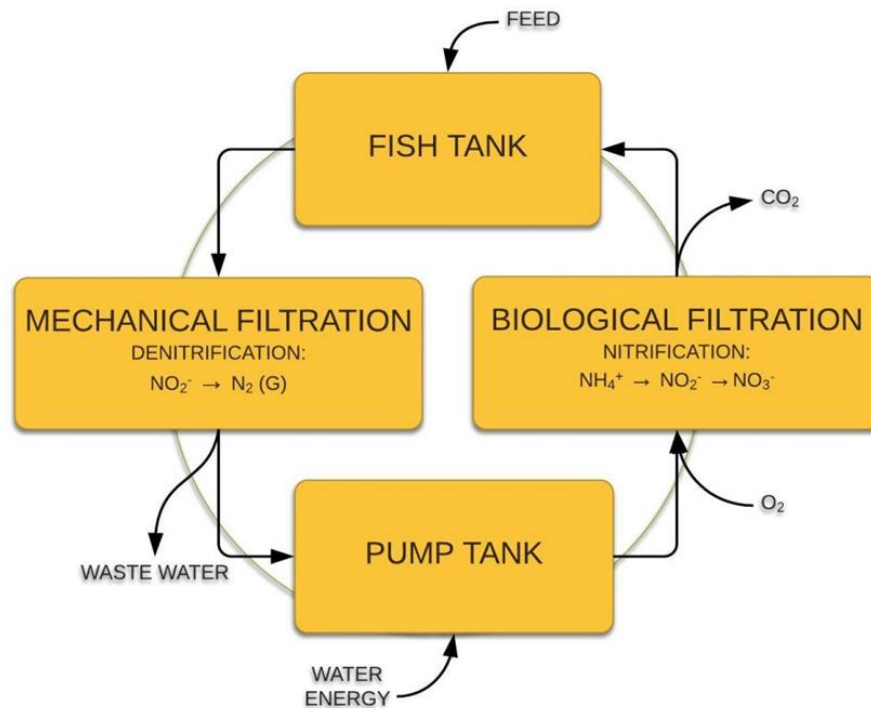 FEED
FISH TANK
CO₂
MECHANICAL FILTRATION
DENITRIFICATION:
NO₂⁻ → N₂ (G)
BIOLOGICAL FILTRATION
NITRIFICATION:
NH₄⁺ → NO₂⁻ → NO₃⁻
O₂
PUMP TANK
WASTE WATER
WATER
ENERGY